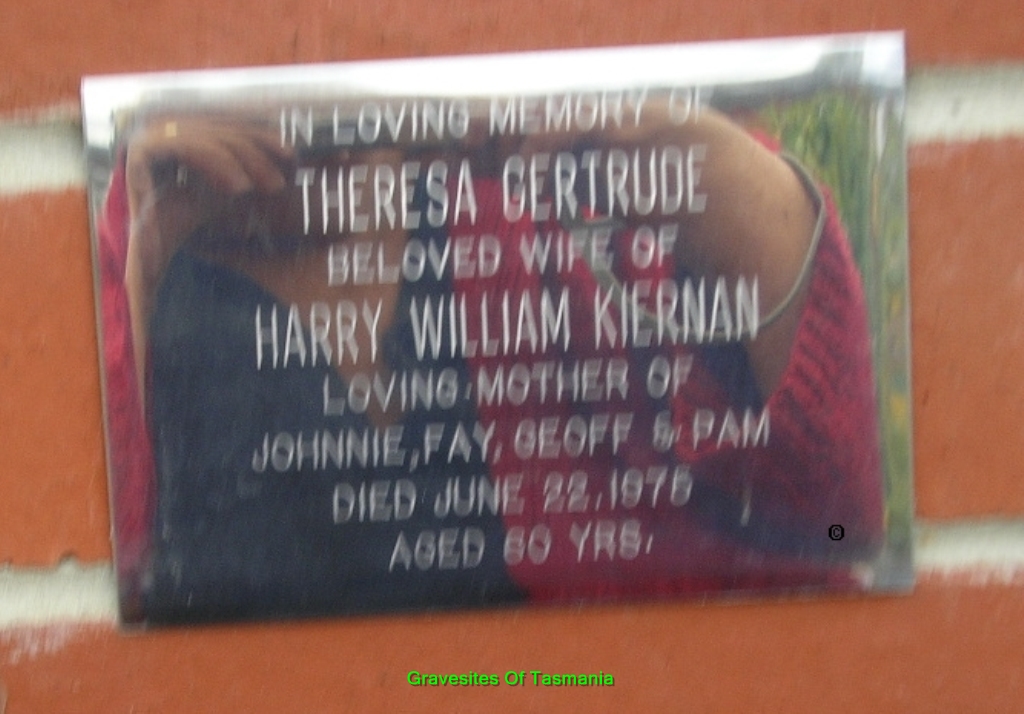 IN LOVING MEMORY OF
THERESA GERTRUDE
BELOVED WIFE OF
HARRY WILLIAM KIERNAN
LOVING MOTHER OF
JOHNNIE, FAY, GEOFF & PAM
DIED JUNE 22, 1975
AGED 60 YRS.
©
Gravesites Of Tasmania